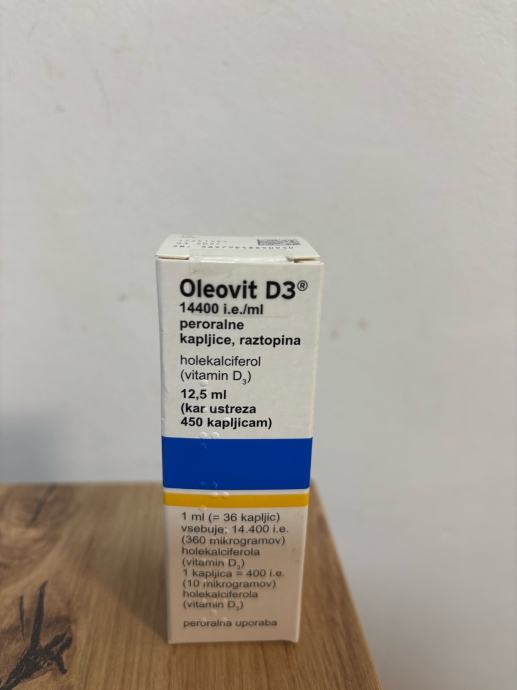 Oleovit D3®
14400 i.e./ml
peroralne
kapljice, raztopina
holekalciferol
(vitamin D₃)
12,5 ml
(kar ustreza
450 kapljicam)
1 ml (= 36 kapljic)
vsebuje: 14.400 i.e.
(360 mikrogramov)
holekalciferola
(vitamin D₃)
1 kapljica = 400 i.e.
(10 mikrogramov)
holekalciferola
(vitamin D₃)
peroralna uporaba